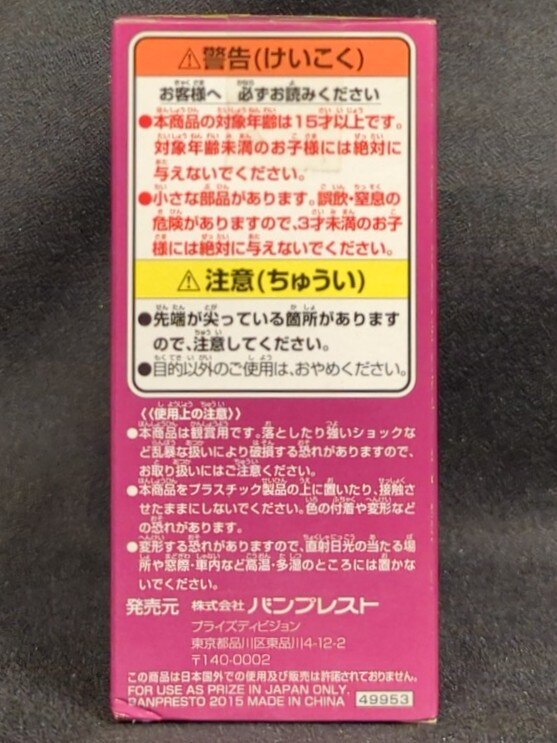 ⚠警告(けいこく)
お客様へ 必ずお読みください
●本商品の対象年齢は15才以上です。
対象年齢未満のお子様には絶対に
与えないでください。
●小さな部品があります。誤飲・窒息の
危険がありますので、3才未満のお子
様には絶対に与えないでください。
⚠注意(ちゅうい)
●先端が尖っている箇所があります
ので、注意してください。
●目的以外のご使用は、おやめください。
《使用上の注意》
●本商品は観賞用です。落としたり強いショックな
ど乱暴な扱いにより破損する恐れがありますので、
お取り扱いにはご注意ください。
●本商品をプラスチック製品の上に置いたり、接触さ
せたままにしないでください。色の付着や変形など
の恐れがあります。
●変形する恐れがありますので、直射日光の当たる場
所や窓際・車内など高温・多湿のところには置かな
いでください。
発売元 株式会社 バンプレスト
プライズディビジョン
東京都品川区東品川4-12-2
〒140-0002
この商品は日本国外での使用及び販売は許諾されておりません。
FOR USE AS PRIZE IN JAPAN ONLY.
BANPRESTO 2015 MADE IN CHINA
49953